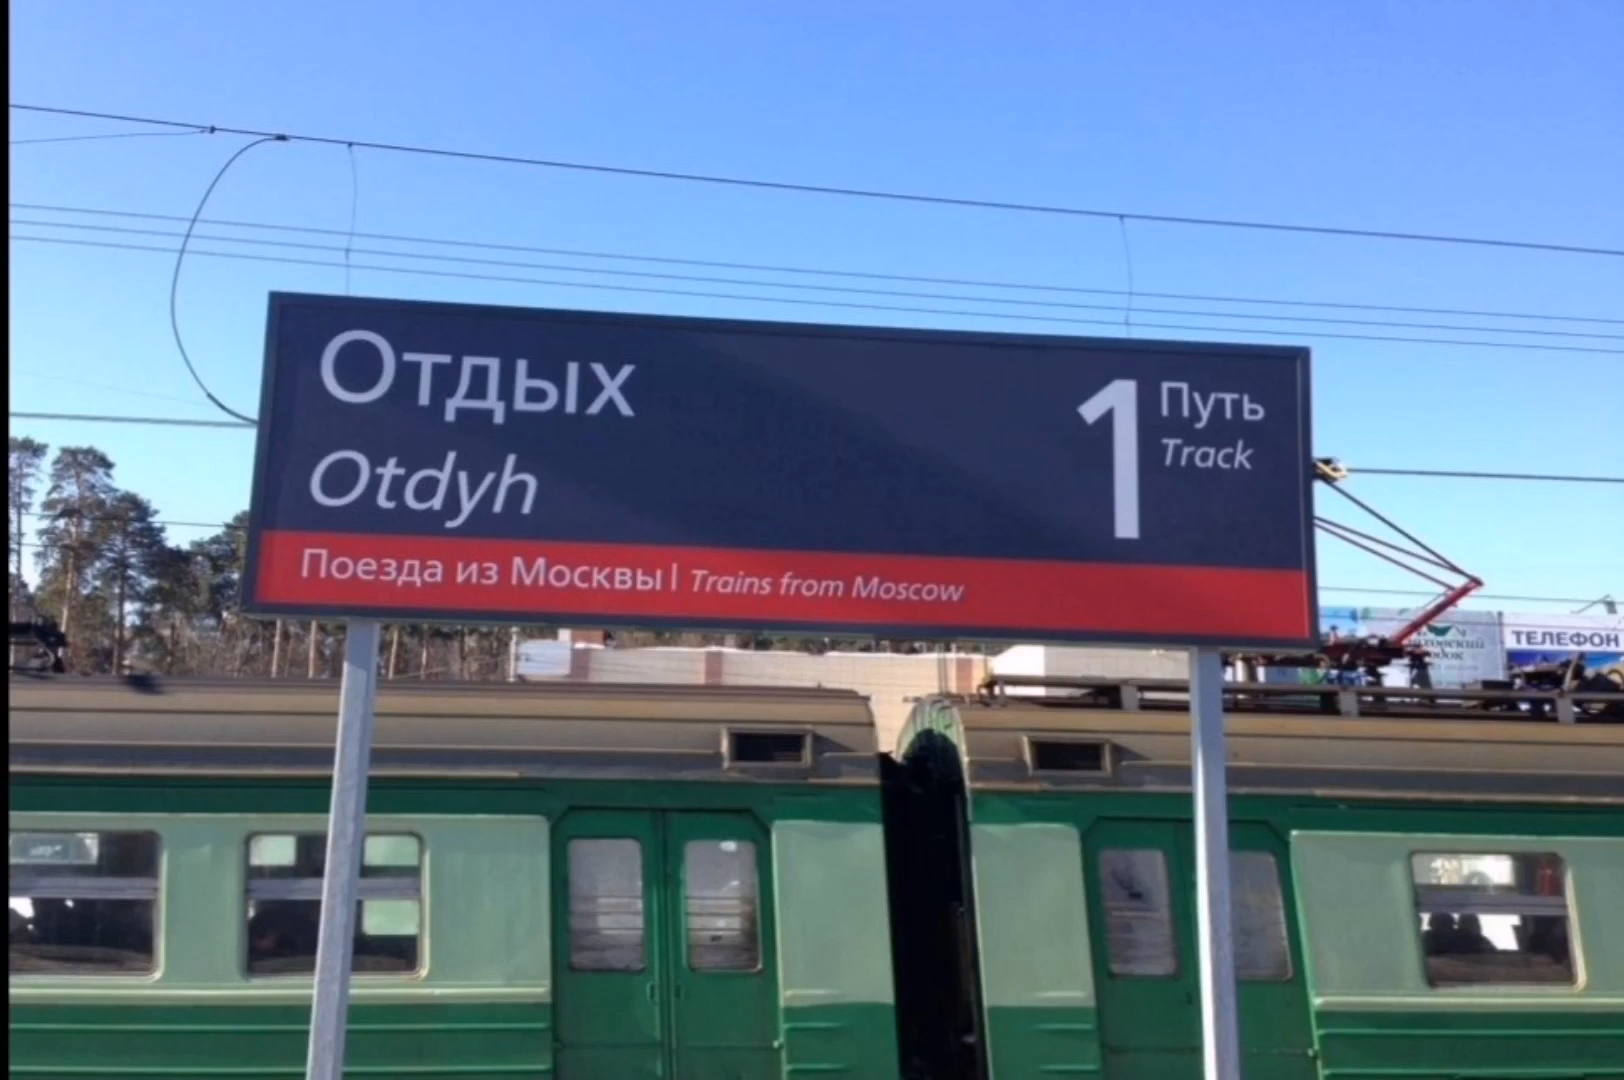 Отдых
Otdyh
1 Путь
Track
Поезда из Москвы | Trains from Moscow
ТЕЛЕФОН